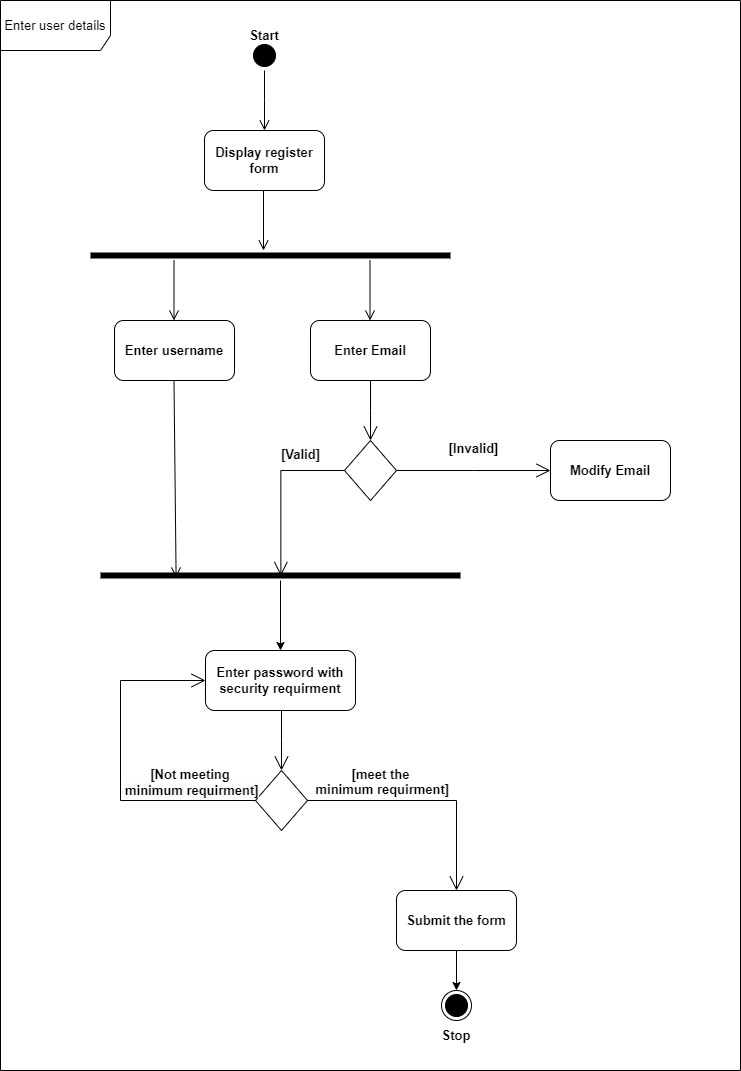 Enter user details
Start
Display register
form
Enter username
Enter Email
[Valid]
[Invalid]
Modify Email
Enter password with
security requirment
[Not meeting
minimum requirment]
[meet the
minimum requirment]
Submit the form
Stop